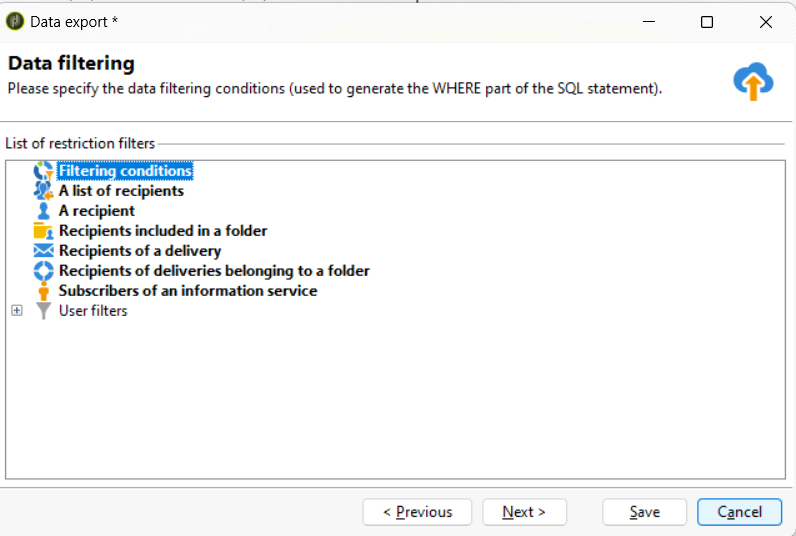 Data export *
Data filtering
Please specify the data filtering conditions (used to generate the WHERE part of the SQL statement).
List of restriction filters
Filtering conditions
A list of recipients
A recipient
Recipients included in a folder
Recipients of a delivery
Recipients of deliveries belonging to a folder
Subscribers of an information service
User filters
< Previous Next > Save Cancel